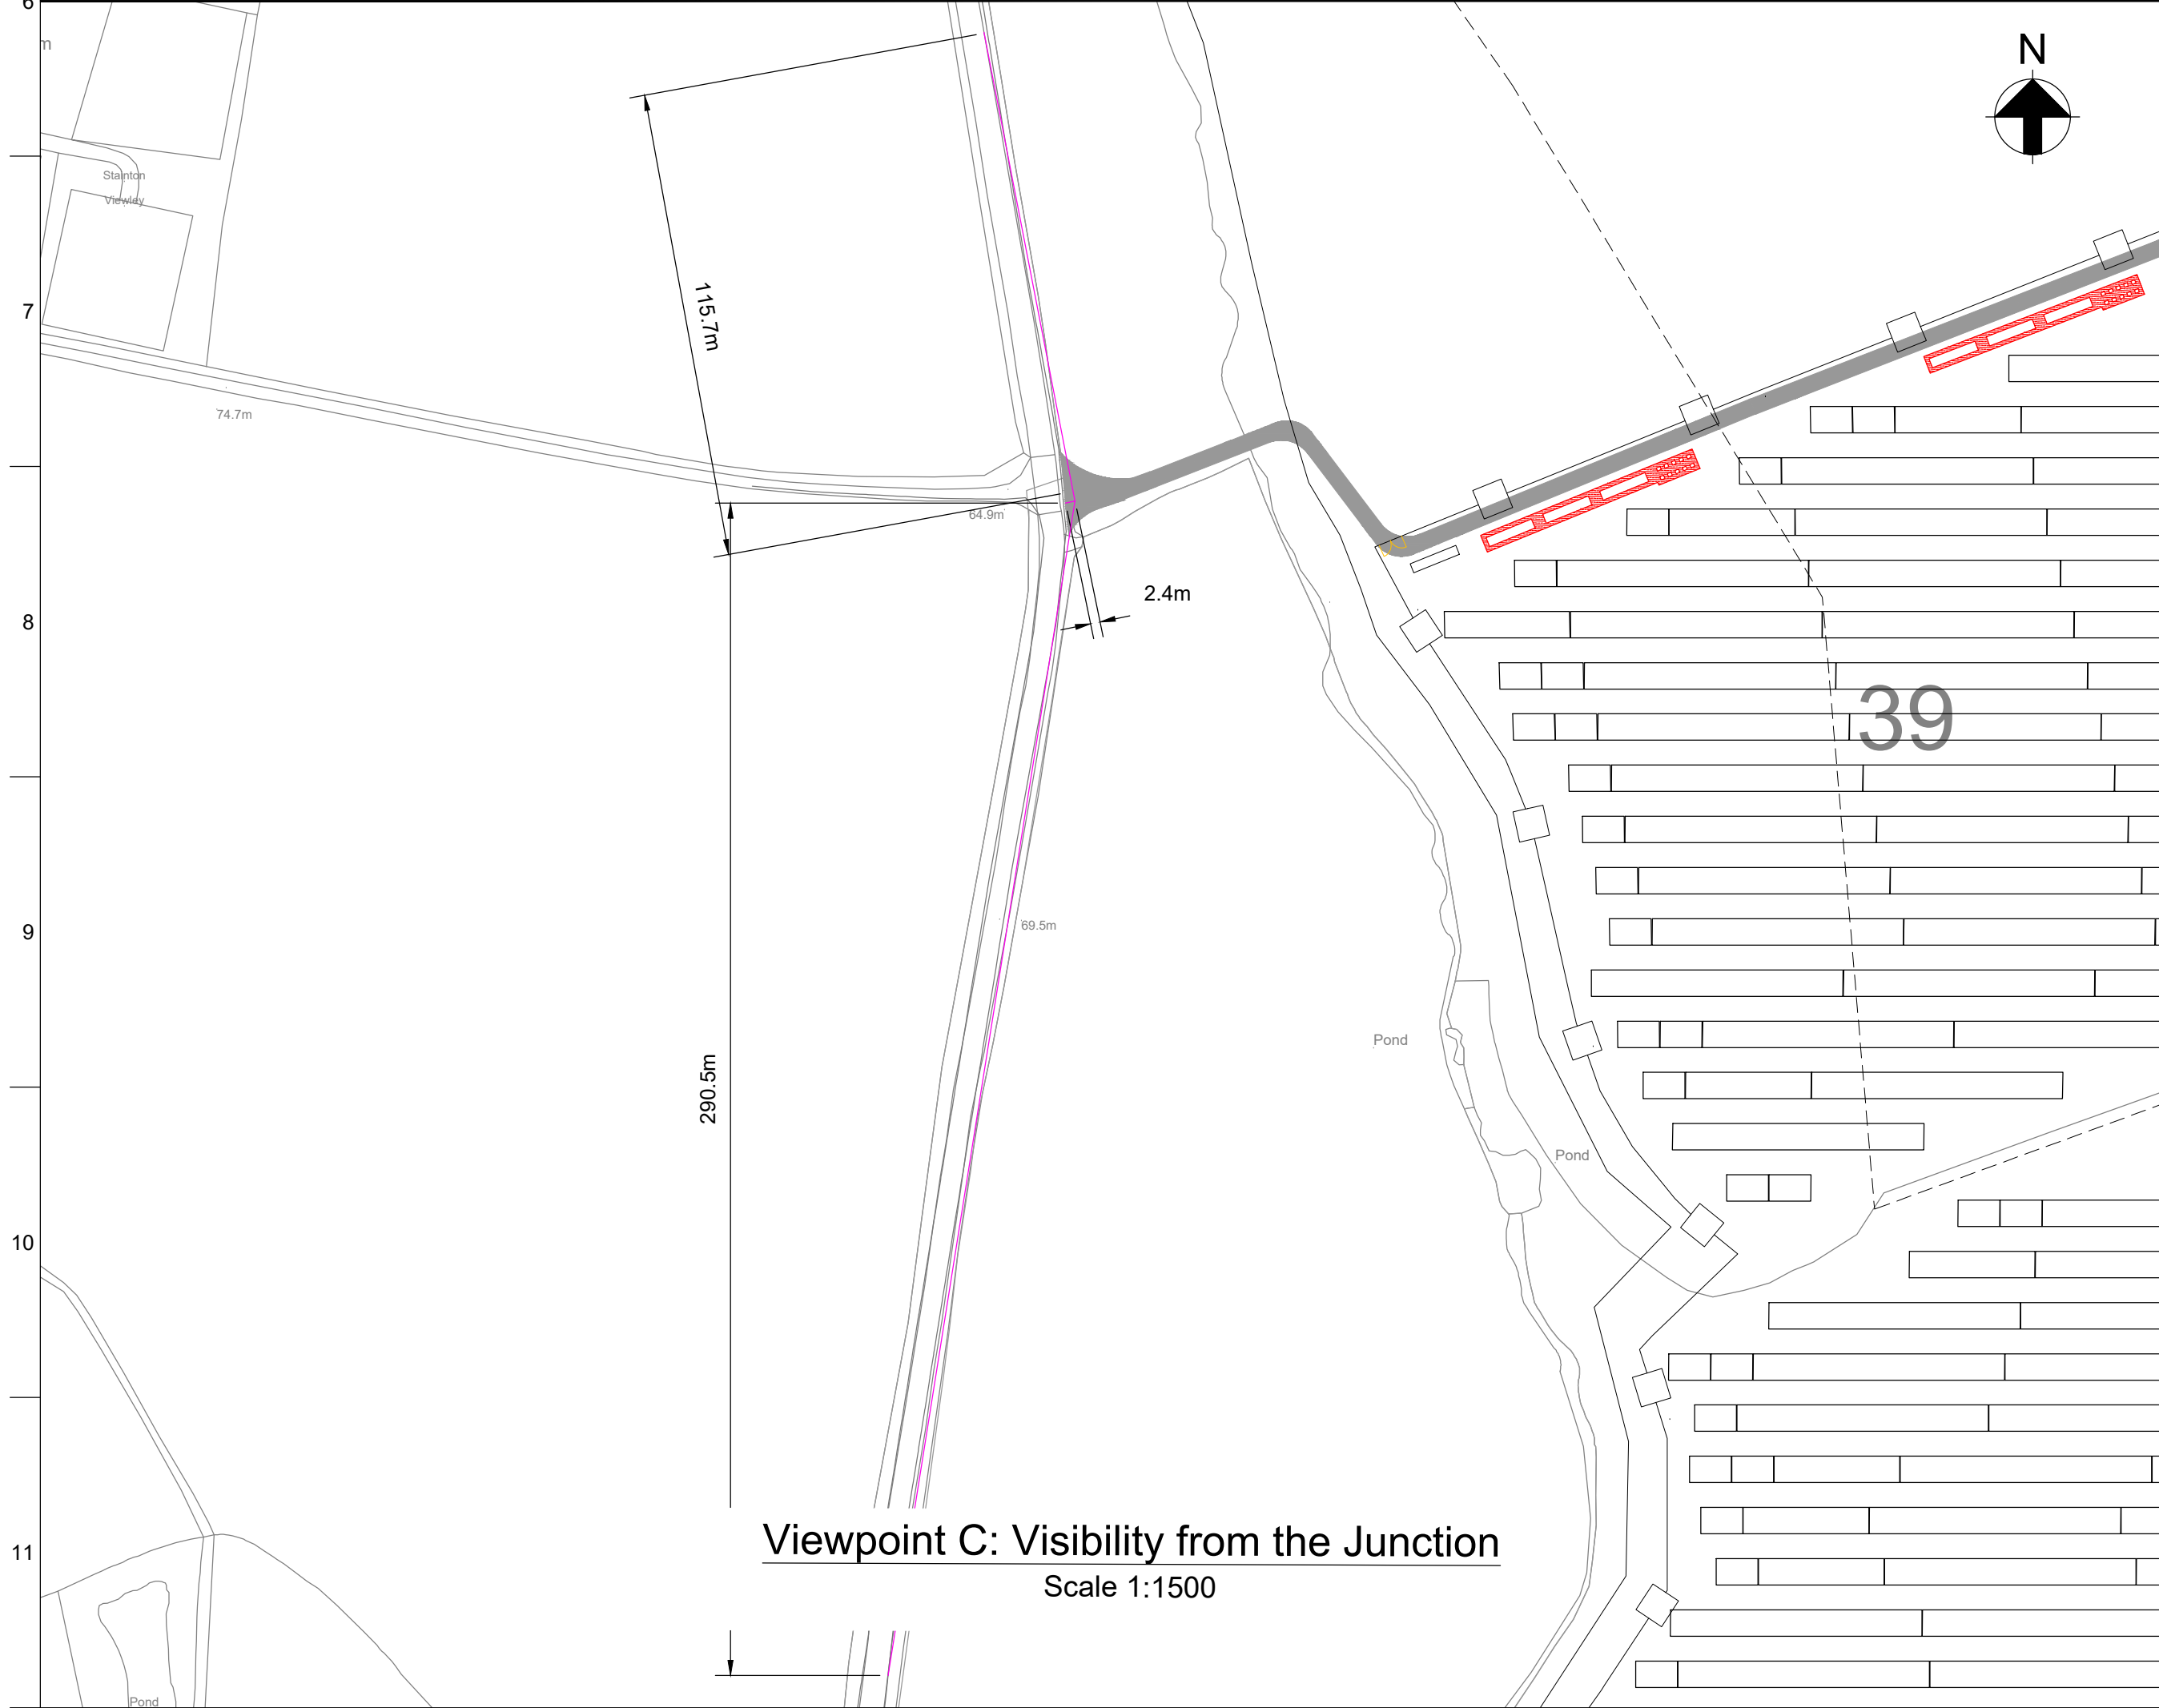 6
m
N
Stainton
Viewley
115.7m
7
74.7m
64.9m
2.4m
8
39
69.5m
9
290.5m
Pond
Pond
10
Viewpoint C: Visibility from the Junction
11
Scale 1:1500
Pond